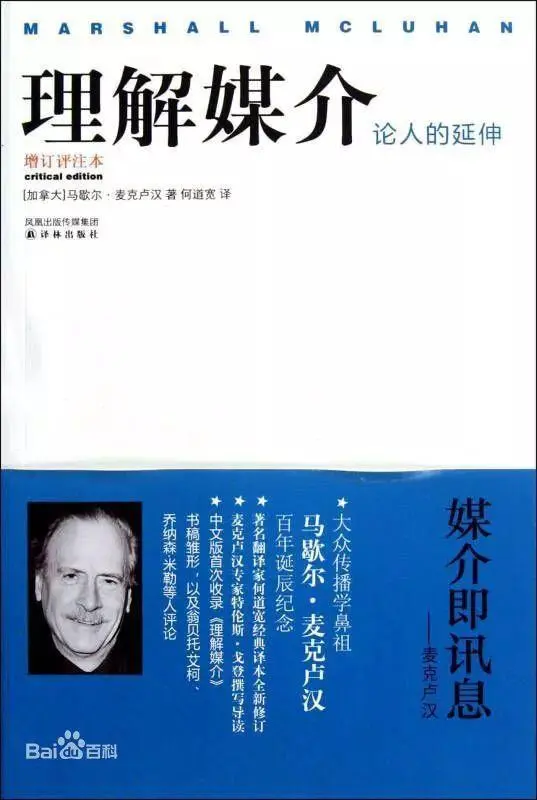 MARSHALL MCLUHAN
理解媒介
论人的延伸
增订评注本
critical edition
[加拿大]马歇尔·麦克卢汉 著 何道宽 译
凤凰出版传媒集团
译林出版社
媒介即讯息
——麦克卢汉
★大众传播学鼻祖
马歇尔·麦克卢汉
百年诞辰纪念
★著名翻译家何道宽经典译本全新修订
★麦克卢汉专家特伦斯·戈登撰写导读
★中文版首次收录《理解媒介》
书稿雏形，以及翁贝托·艾柯、
乔纳森·米勒等人评论
Bai du 百科